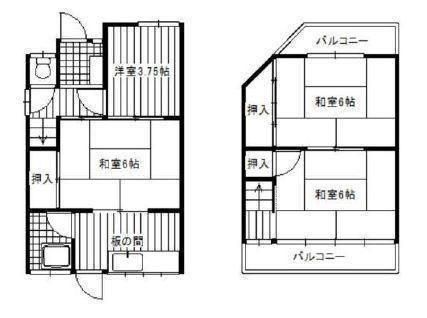 バルコニー
洋室3.75帖
和室6帖
押入
和室6帖
押入
押入
和室6帖
板の間
バルコニー